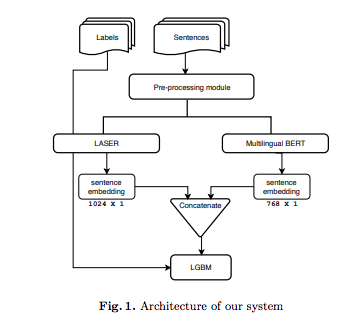 Labels
Sentences
Pre-processing module
LASER
Multilingual BERT
sentence
embedding
1024 X 1
sentence
embedding
768 X 1
Concatenate
LGBM
Fig. 1. Architecture of our system